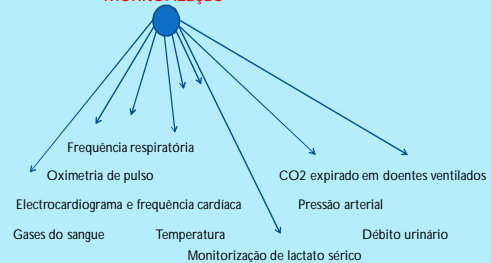 Monitorização
Frequência respiratória
Oximetria de pulso
CO2 expirado em doentes ventilados
Electrocardiograma e frequência cardíaca
Pressão arterial
Gases do sangue
Temperatura
Débito urinário
Monitorização de lactato sérico